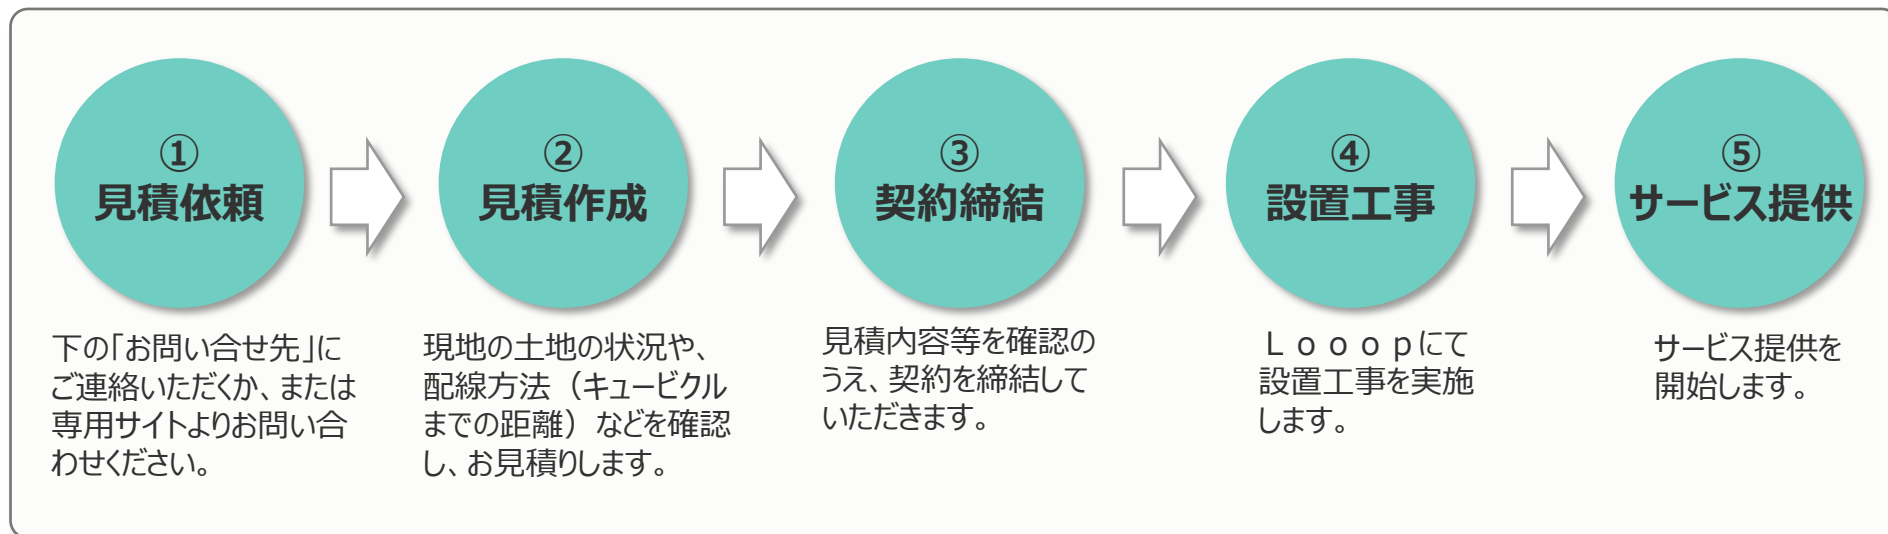 ①
見積依頼
下の「お問い合せ先」に
ご連絡いただくか、または
専用サイトよりお問い合
わせください。
②
見積作成
現地の土地の状況や、
配線方法（キュービクル
までの距離）などを確認
し、お見積りします。
③
契約締結
見積内容等を確認の
うえ、契約を締結して
いただきます。
④
設置工事
Ｌｏｏｏｐにて
設置工事を実施
します。
⑤
サービス提供
サービス提供を
開始します。